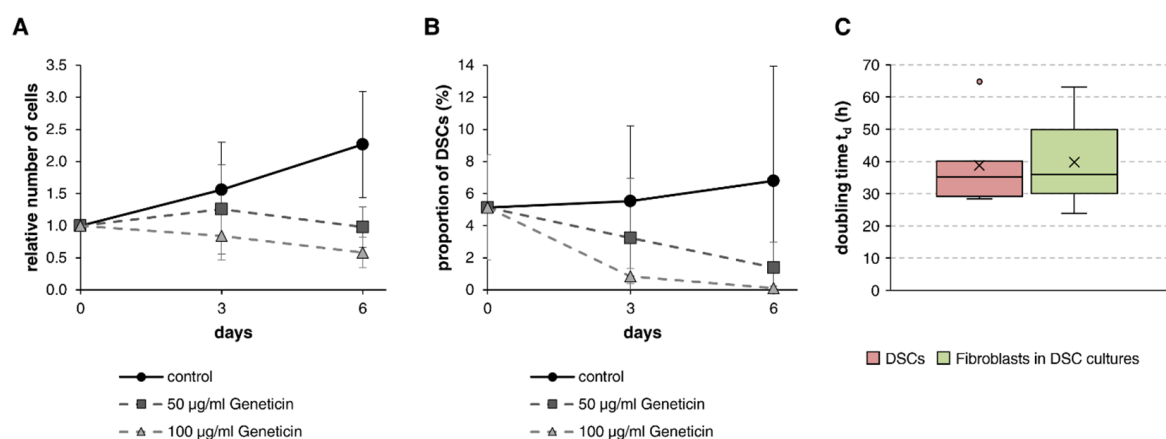 A
relative number of cells
3.5
3.0
2.5
2.0
1.5
1.0
0.5
0.0
0 3 6
days
control
50 µg/ml Geneticin
100 µg/ml Geneticin
B
proportion of DSCs (%)
14
12
10
8
6
4
2
0
0 3 6
days
control
50 µg/ml Geneticin
100 µg/ml Geneticin
C
doubling time t_d (h)
70
60
50
40
30
20
10
0
DSCs Fibroblasts in DSC cultures